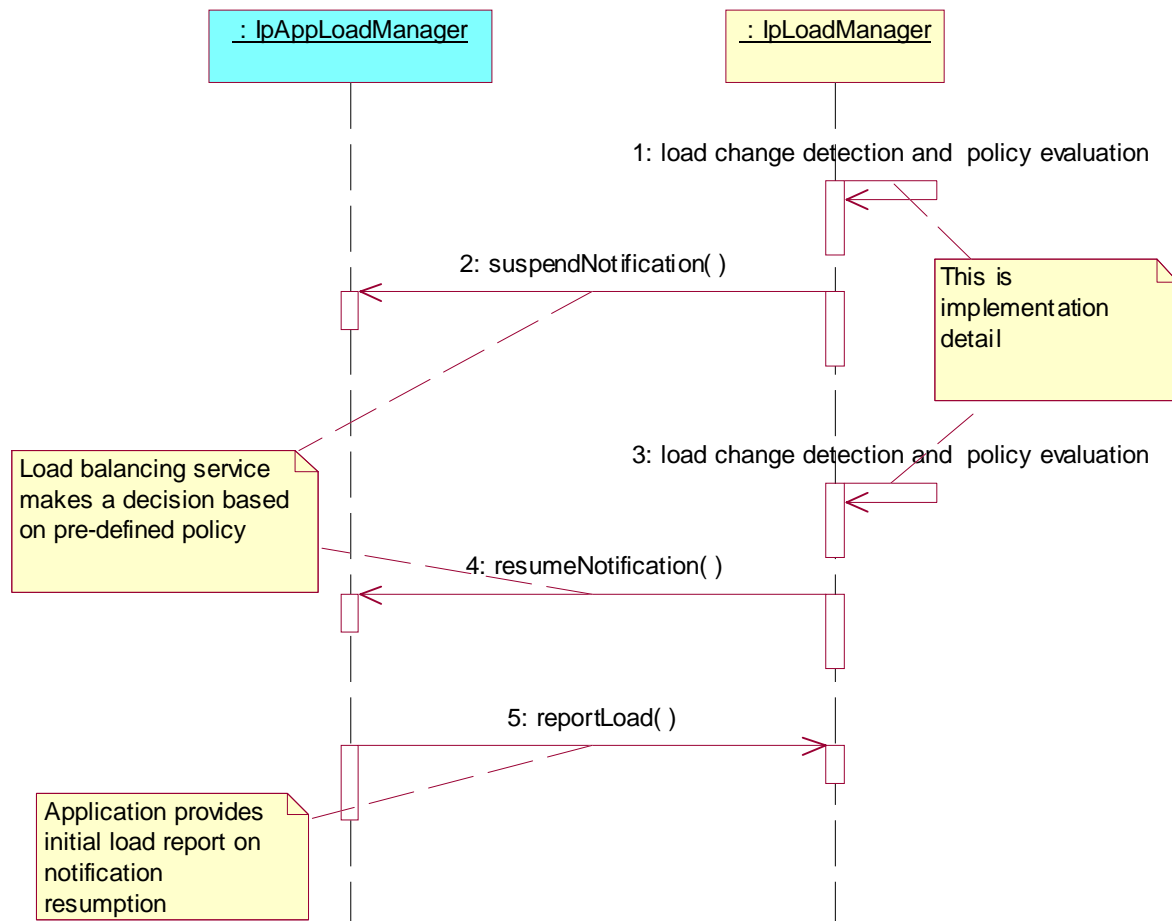 : IpAppLoadManager
: IpLoadManager
1: load change detection and policy evaluation
2: suspendNotification( )
This is
implementation
detail
Load balancing service
makes a decision based
on pre-defined policy
3: load change detection and policy evaluation
4: resumeNotification( )
5: reportLoad( )
Application provides
initial load report on
notification
resumption